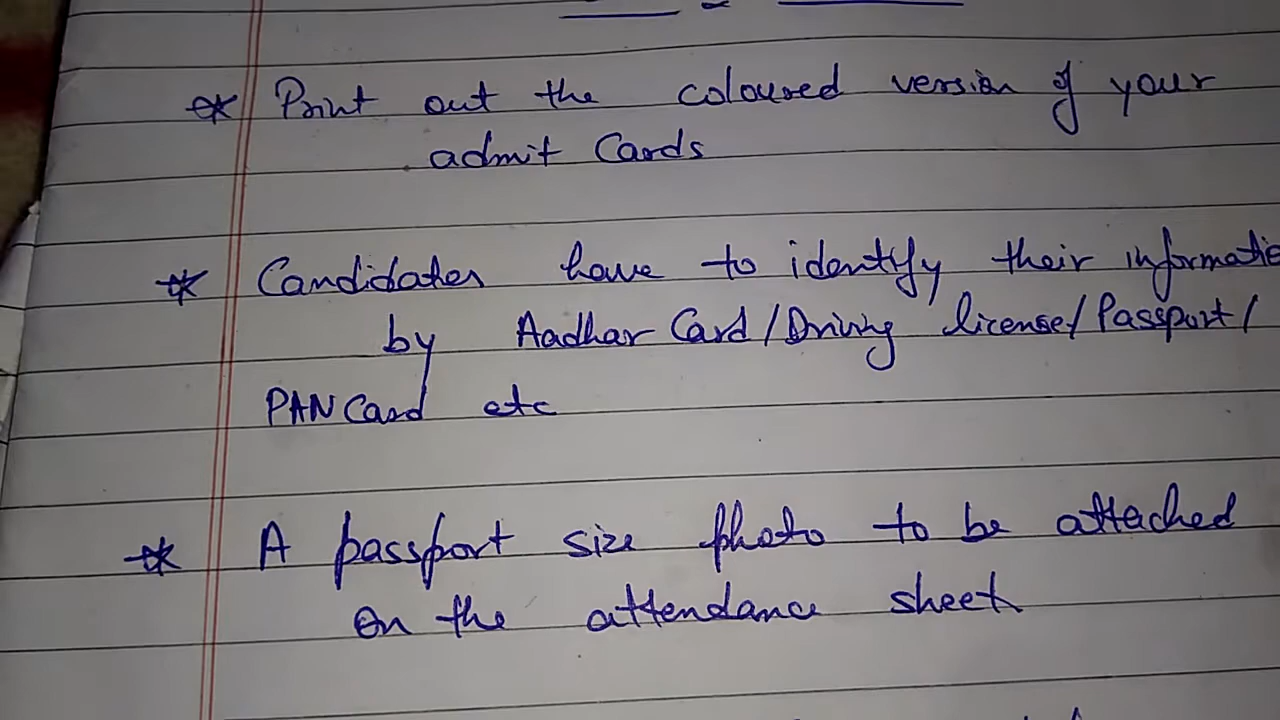 * Print out the coloured version of your
admit Cards
* Candidates have to identify their informatio
by Aadhar Card/Driving license/Passport/
PAN Card etc
* A passport size photo to be attached
on the attendance sheet